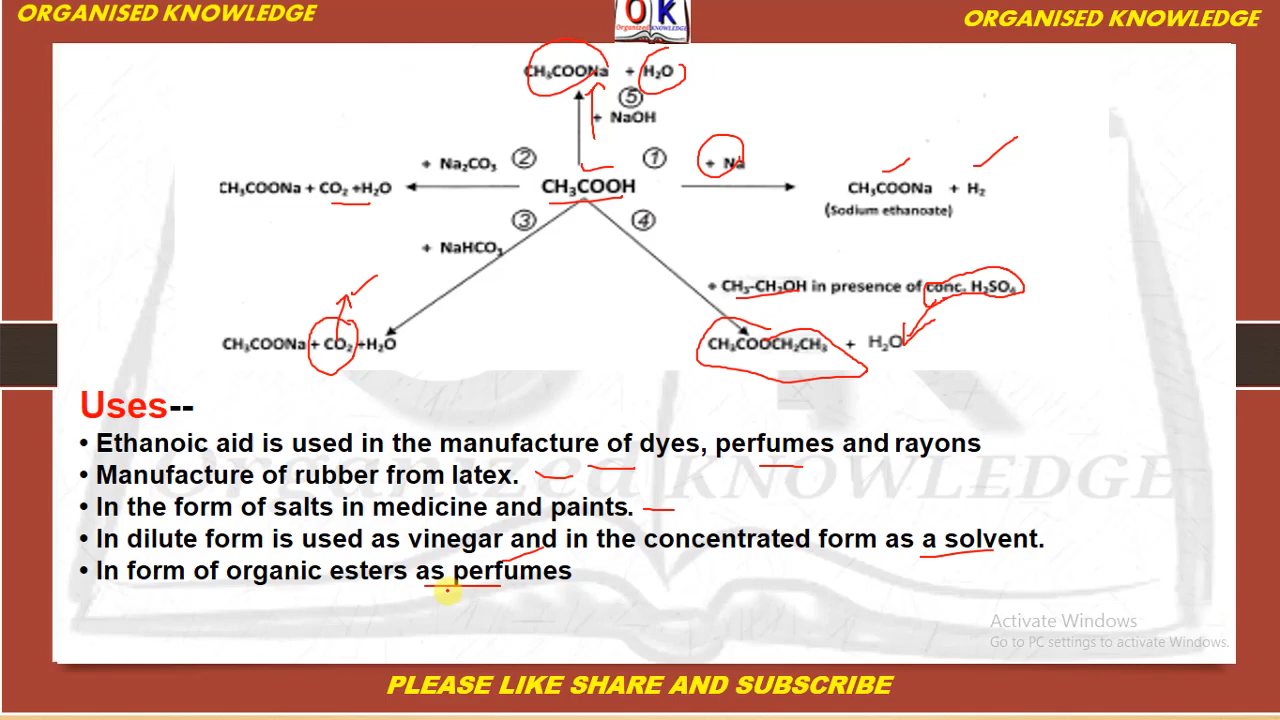 ORGANISED KNOWLEDGE
OK
Organized KNOWLEDGE
ORGANISED KNOWLEDGE
CH₃COONa + H₂O
⑤
+ NaOH
+ Na₂CO₃ ② ① + Na
CH₃COONa + CO₂ +H₂O CH₃COOH CH₃COONa + H₂
(Sodium ethanoate)
③ ④
+ NaHCO₃
+ CH₃-CH₂OH in presence of conc. H₂SO₄
CH₃COONa + CO₂ +H₂O CH₃COOCH₂CH₃ + H₂O
Uses--
• Ethanoic aid is used in the manufacture of dyes, perfumes and rayons
• Manufacture of rubber from latex.
• In the form of salts in medicine and paints.
• In dilute form is used as vinegar and in the concentrated form as a solvent.
• In form of organic esters as perfumes
Organized KNOWLEDGE
Activate Windows
Go to PC settings to activate Windows.
PLEASE LIKE SHARE AND SUBSCRIBE